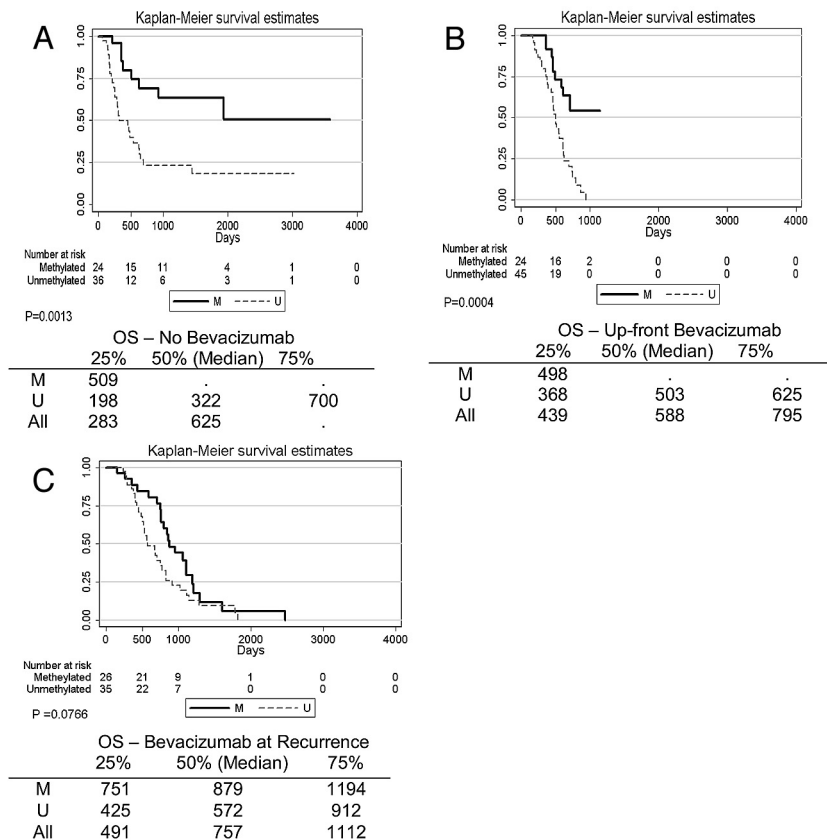 A
Kaplan-Meier survival estimates
1.00
0.75
0.50
0.25
0.00
0 500 1000 2000 3000 4000
Days
Number at risk
Methylated 24 15 11 4 1 0
Unmethylated 36 12 6 3 1 0
M U
P=0.0013
OS – No Bevacizumab
25% 50% (Median) 75%
M 509 . .
U 198 322 700
All 283 625 .
B
Kaplan-Meier survival estimates
1.00
0.75
0.50
0.25
0.00
0 500 1000 2000 3000 4000
Days
Number at risk
Methylated 24 16 2 0 0 0
Unmethylated 45 19 0 0 0 0
M U
P=0.0004
OS – Up-front Bevacizumab
25% 50% (Median) 75%
M 498 . .
U 368 503 625
All 439 588 795
C
Kaplan-Meier survival estimates
1.00
0.75
0.50
0.25
0.00
0 500 1000 2000 3000 4000
Days
Number at risk
Metheylated 26 21 9 1 0 0
Unmethylated 35 22 7 0 0 0
M U
P =0.0766
OS – Bevacizumab at Recurrence
25% 50% (Median) 75%
M 751 879 1194
U 425 572 912
All 491 757 1112